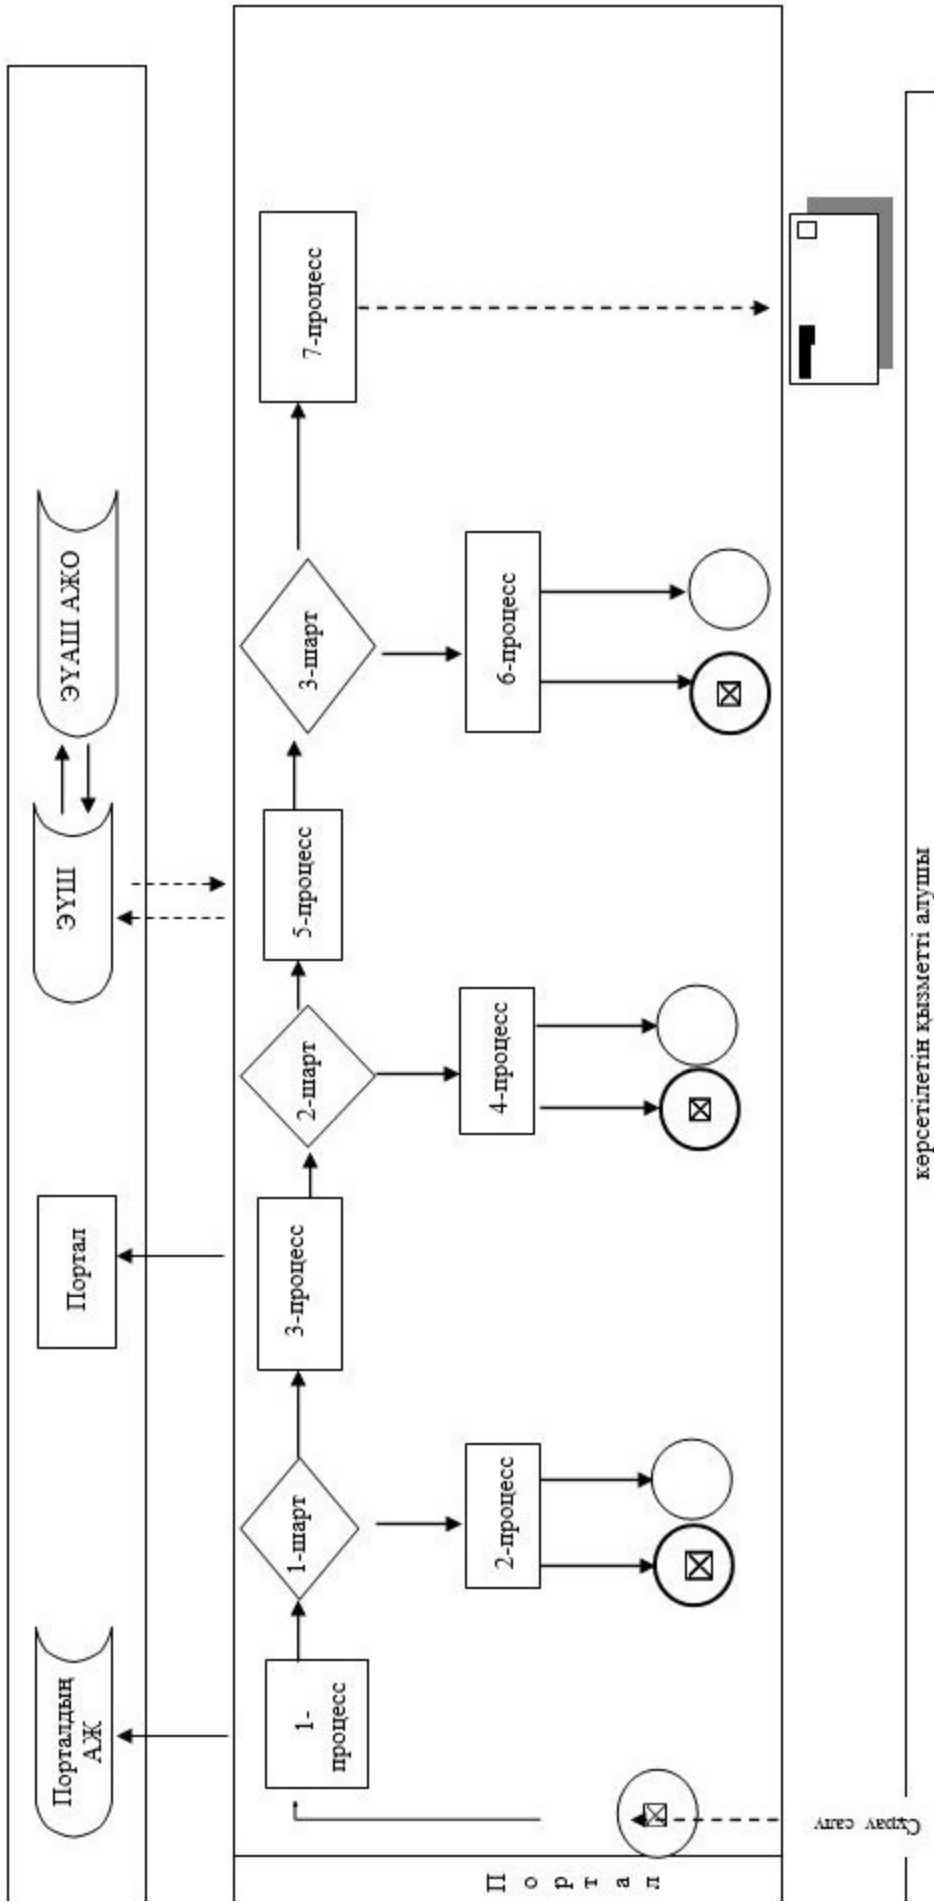 Порталдың
АЖ
Портал
ЭҮШ
ЭҮАШ АЖО
1-
процесс
1-шарт
3-процесс
2-шарт
5-процесс
3-шарт
7-процесс
2-процесс
4-процесс
6-процесс
Портал
Сұрау салу
көрсетілетін қызметті алушы